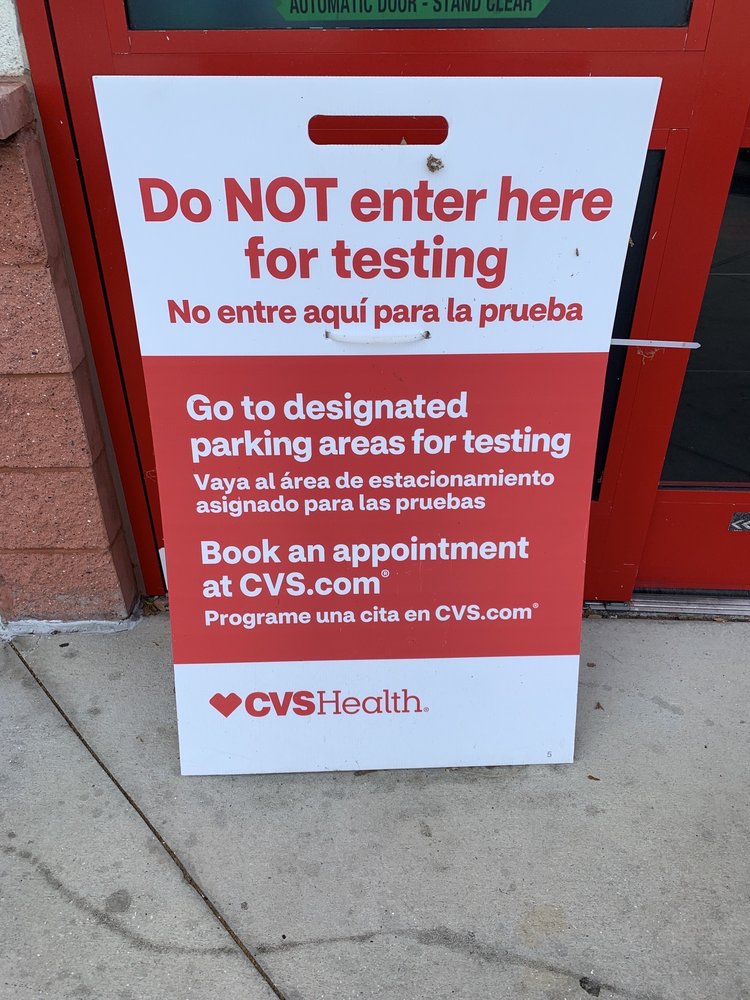 AUTOMATIC DOOR - STAND CLEAR
Do NOT enter here
for testing
No entre aquí para la prueba
Go to designated
parking areas for testing
Vaya al área de estacionamiento
asignado para las pruebas
Book an appointment
at CVS.com®
Programe una cita en CVS.com®
CVSHealth®
5